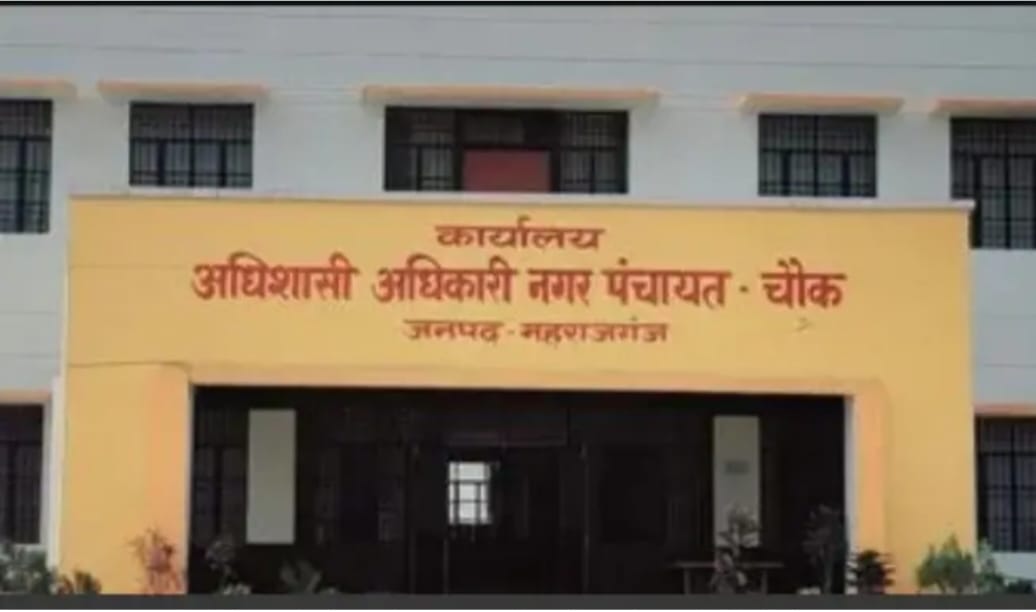 कार्यालय
अधिशासी अधिकारी नगर पंचायत - चौक
जनपद - महराजगंज